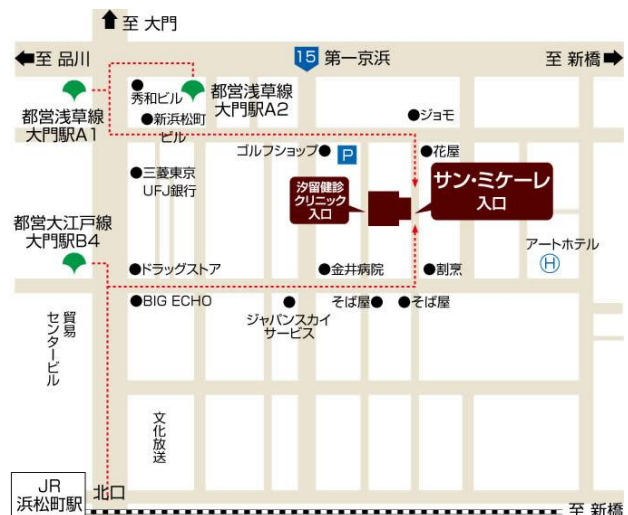 至 大門
至 品川
15
第一京浜
至 新橋
秀和ビル
都営浅草線
大門駅A1
都営浅草線
大門駅A2
新浜松町
ビル
ジョモ
ゴルフショップ
P
花屋
三菱東京
UFJ銀行
汐留健診
クリニック
入口
サン・ミケーレ
入口
都営大江戸線
大門駅B4
アートホテル
H
ドラッグストア
金井病院
割烹
BIG ECHO
ジャパンスカイ
サービス
そば屋
そば屋
貿易
センタービル
文化放送
JR
浜松町駅
北口
至 新橋